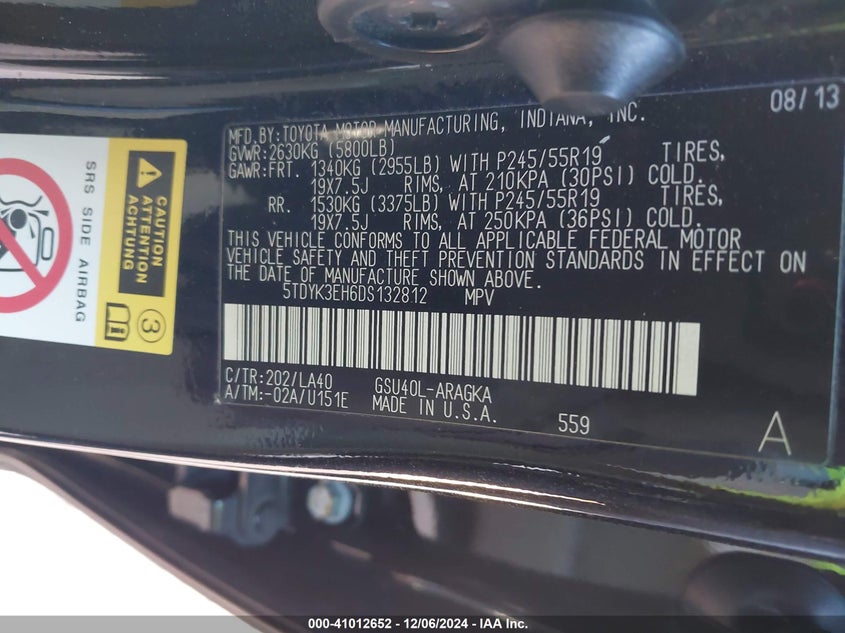 08/13
MFD.BY:TOYOTA MOTOR MANUFACTURING, INDIANA, INC.
GVWR:2630KG (5800LB)
GAWR:FRT. 1340KG (2955LB) WITH P245/55R19 TIRES,
19X7.5J RIMS, AT 210KPA (30PSI) COLD.
RR. 1530KG (3375LB) WITH P245/55R19 TIRES,
19X7.5J RIMS, AT 250KPA (36PSI) COLD.
THIS VEHICLE CONFORMS TO ALL APPLICABLE FEDERAL MOTOR
VEHICLE SAFETY AND THEFT PREVENTION STANDARDS IN EFFECT ON
THE DATE OF MANUFACTURE SHOWN ABOVE.
5TDYK3EH6DS132812 MPV
C/TR:202/LA40 GSU40L-ARAGKA
A/TM:-02A/U151E MADE IN U.S.A.
559
A
SRS SIDE AIRBAG
CAUTION
ATTENTION
ACHTUNG
3
000-41012652 - 12/06/2024 - IAA Inc.